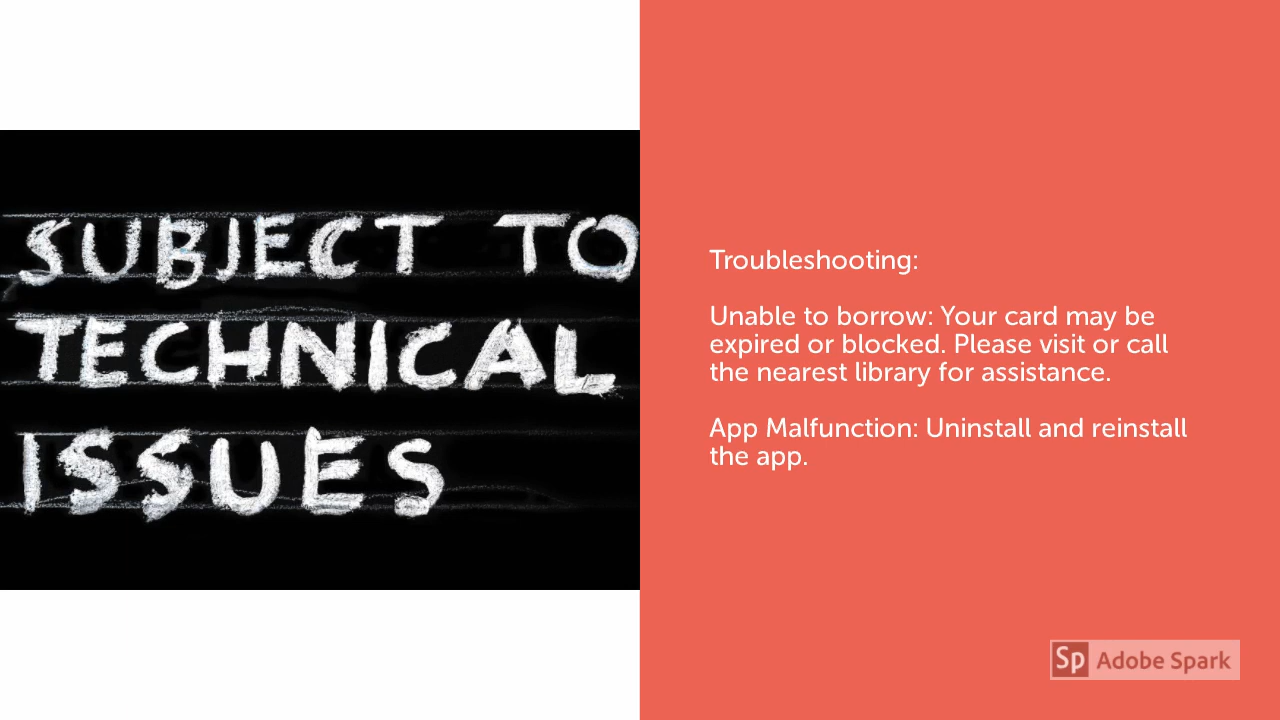 SUBJECT TO
TECHNICAL
ISSUES
Troubleshooting:
Unable to borrow: Your card may be
expired or blocked. Please visit or call
the nearest library for assistance.
App Malfunction: Uninstall and reinstall
the app.
Sp Adobe Spark